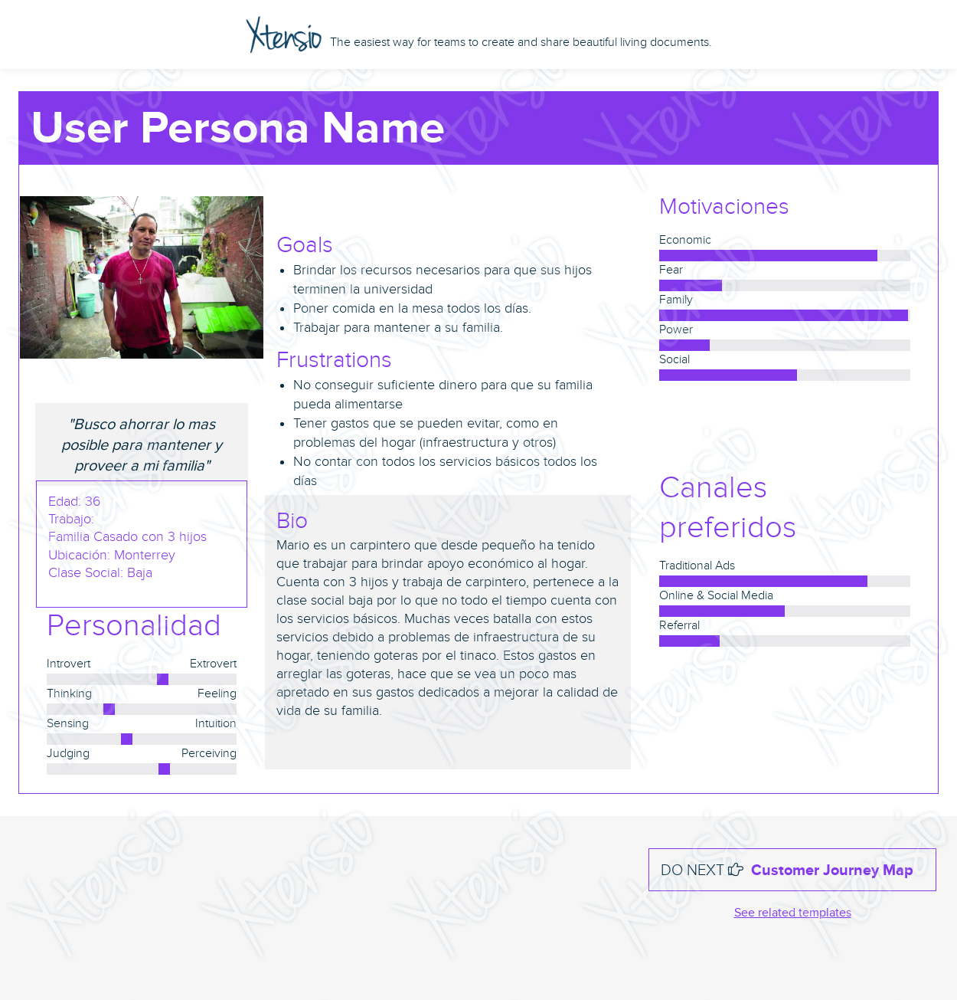 Xtensio
The easiest way for teams to create and share beautiful living documents.
User Persona Name
Goals
Brindar los recursos necesarios para que sus hijos
terminen la universidad
Poner comida en la mesa todos los días.
Trabajar para mantener a su familia.
Frustrations
No conseguir suficiente dinero para que su familia
pueda alimentarse
Tener gastos que se pueden evitar, como en
problemas del hogar (infraestructura y otros)
No contar con todos los servicios básicos todos los
días
Motivaciones
Economic
Fear
Family
Power
Social
"Busco ahorrar lo mas
posible para mantener y
proveer a mi familia"
Edad: 36
Trabajo:
Familia Casado con 3 hijos
Ubicación: Monterrey
Clase Social: Baja
Personalidad
Introvert Extrovert
Thinking Feeling
Sensing Intuition
Judging Perceiving
Bio
Mario es un carpintero que desde pequeño ha tenido
que trabajar para brindar apoyo económico al hogar.
Cuenta con 3 hijos y trabaja de carpintero, pertenece a la
clase social baja por lo que no todo el tiempo cuenta con
los servicios básicos. Muchas veces batalla con estos
servicios debido a problemas de infraestructura de su
hogar, teniendo goteras por el tinaco. Estos gastos en
arreglar las goteras, hace que se vea un poco mas
apretado en sus gastos dedicados a mejorar la calidad de
vida de su familia.
Canales
preferidos
Traditional Ads
Online & Social Media
Referral
DO NEXT Customer Journey Map
See related templates